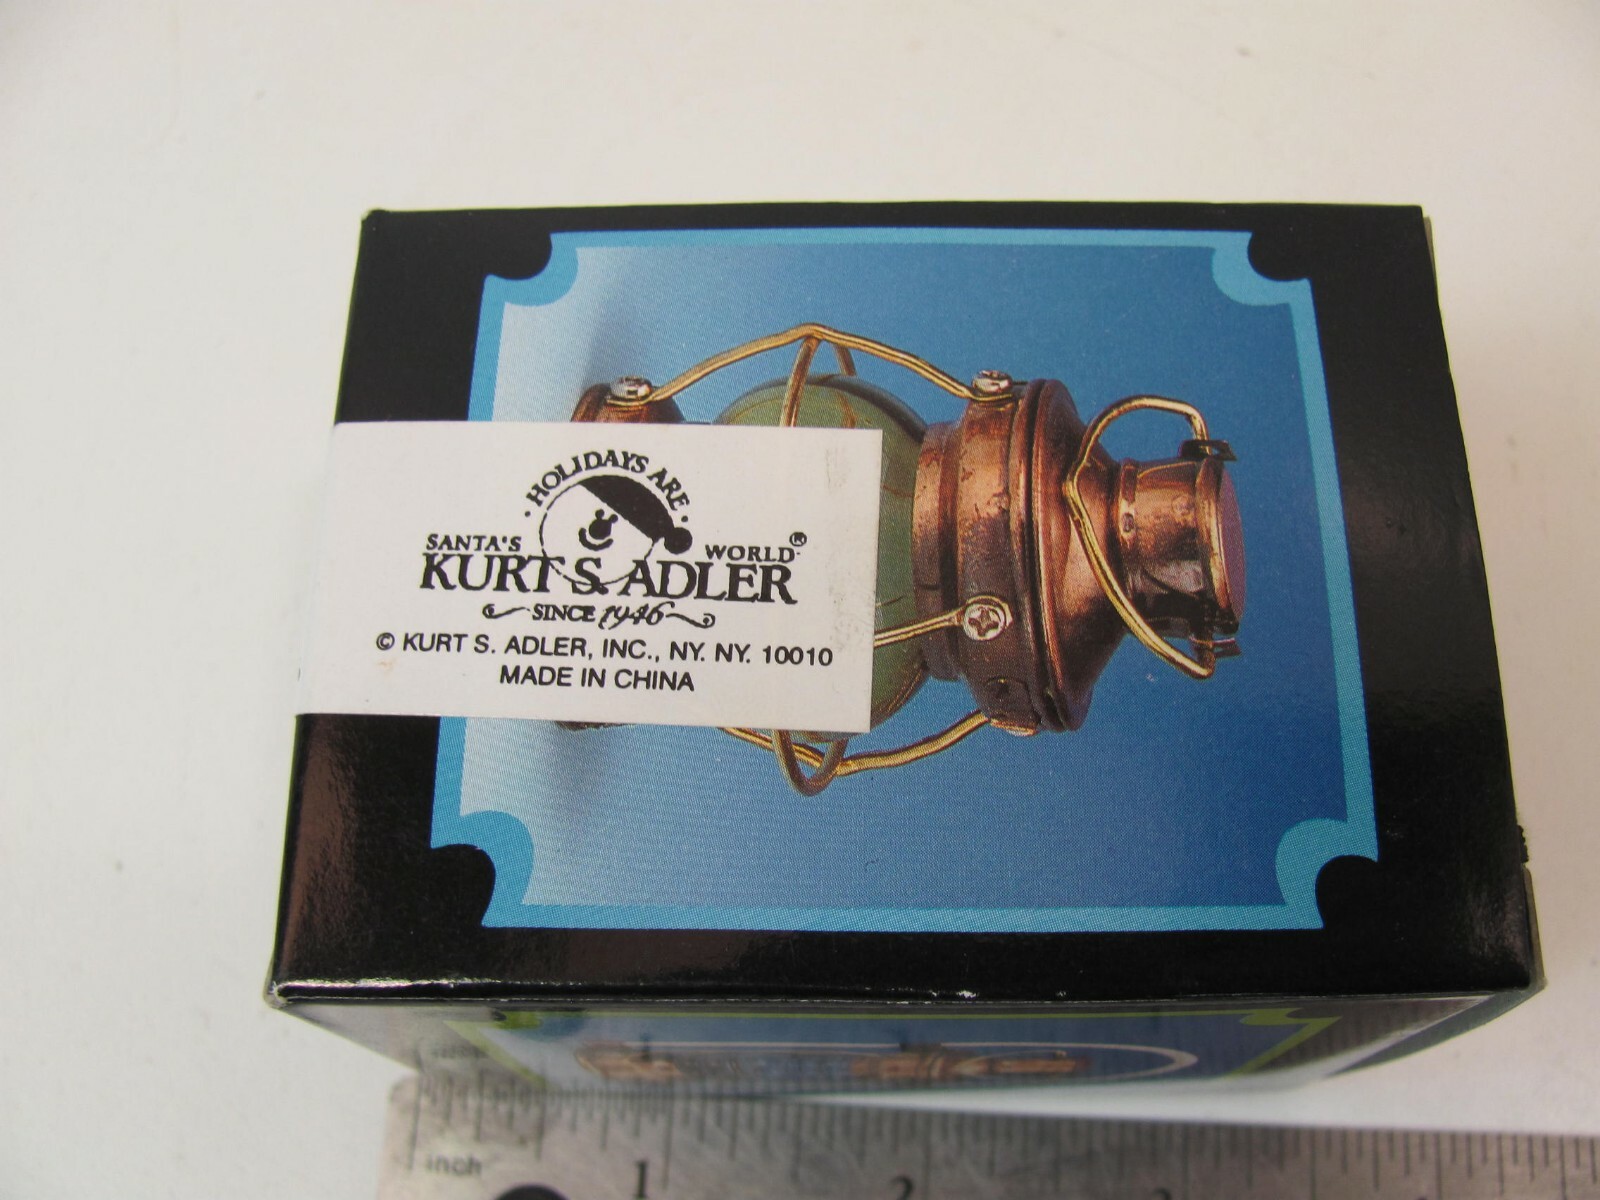 · HOLIDAYS ARE ·
SANTA'S WORLD®
KURT S. ADLER
SINCE 1946
© KURT S. ADLER, INC., NY. NY. 10010
MADE IN CHINA
inch 1 2 3